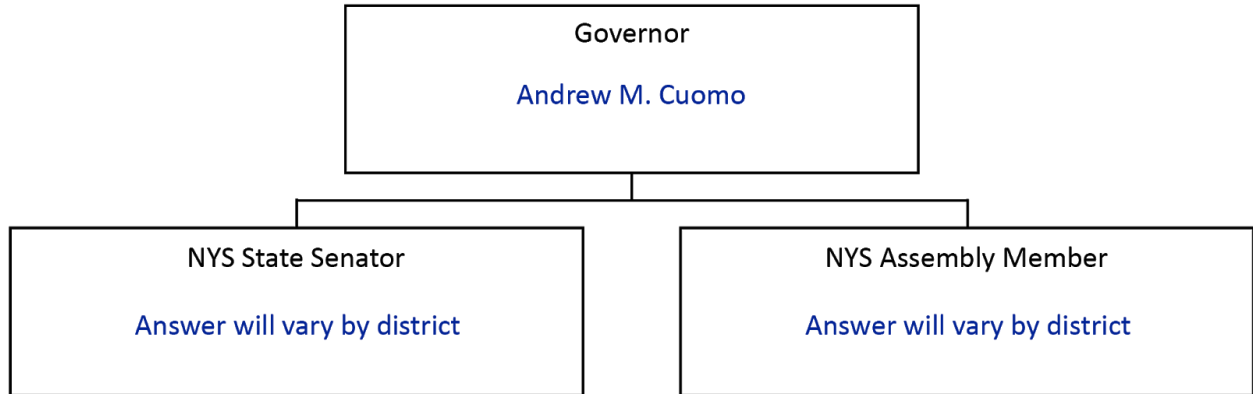 Governor
Andrew M. Cuomo
NYS State Senator
Answer will vary by district
NYS Assembly Member
Answer will vary by district